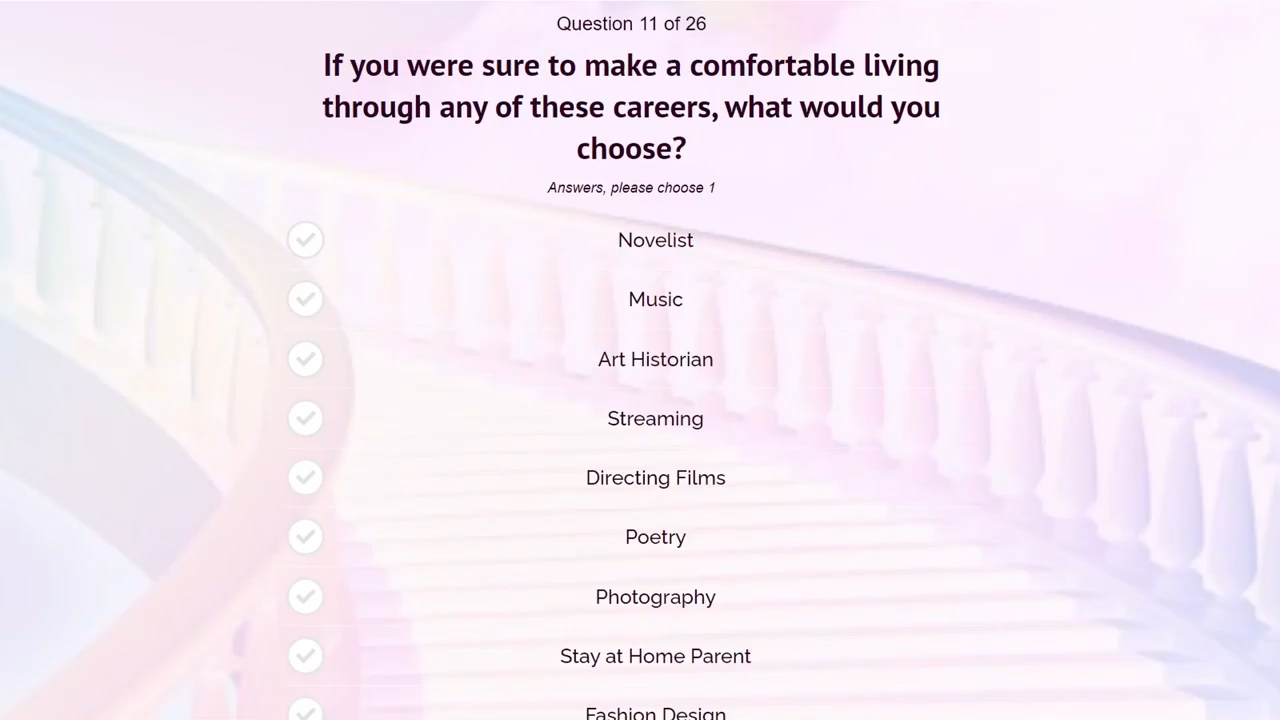 Question 11 of 26
If you were sure to make a comfortable living
through any of these careers, what would you
choose?
Answers, please choose 1
Novelist
Music
Art Historian
Streaming
Directing Films
Poetry
Photography
Stay at Home Parent
Fashion Design